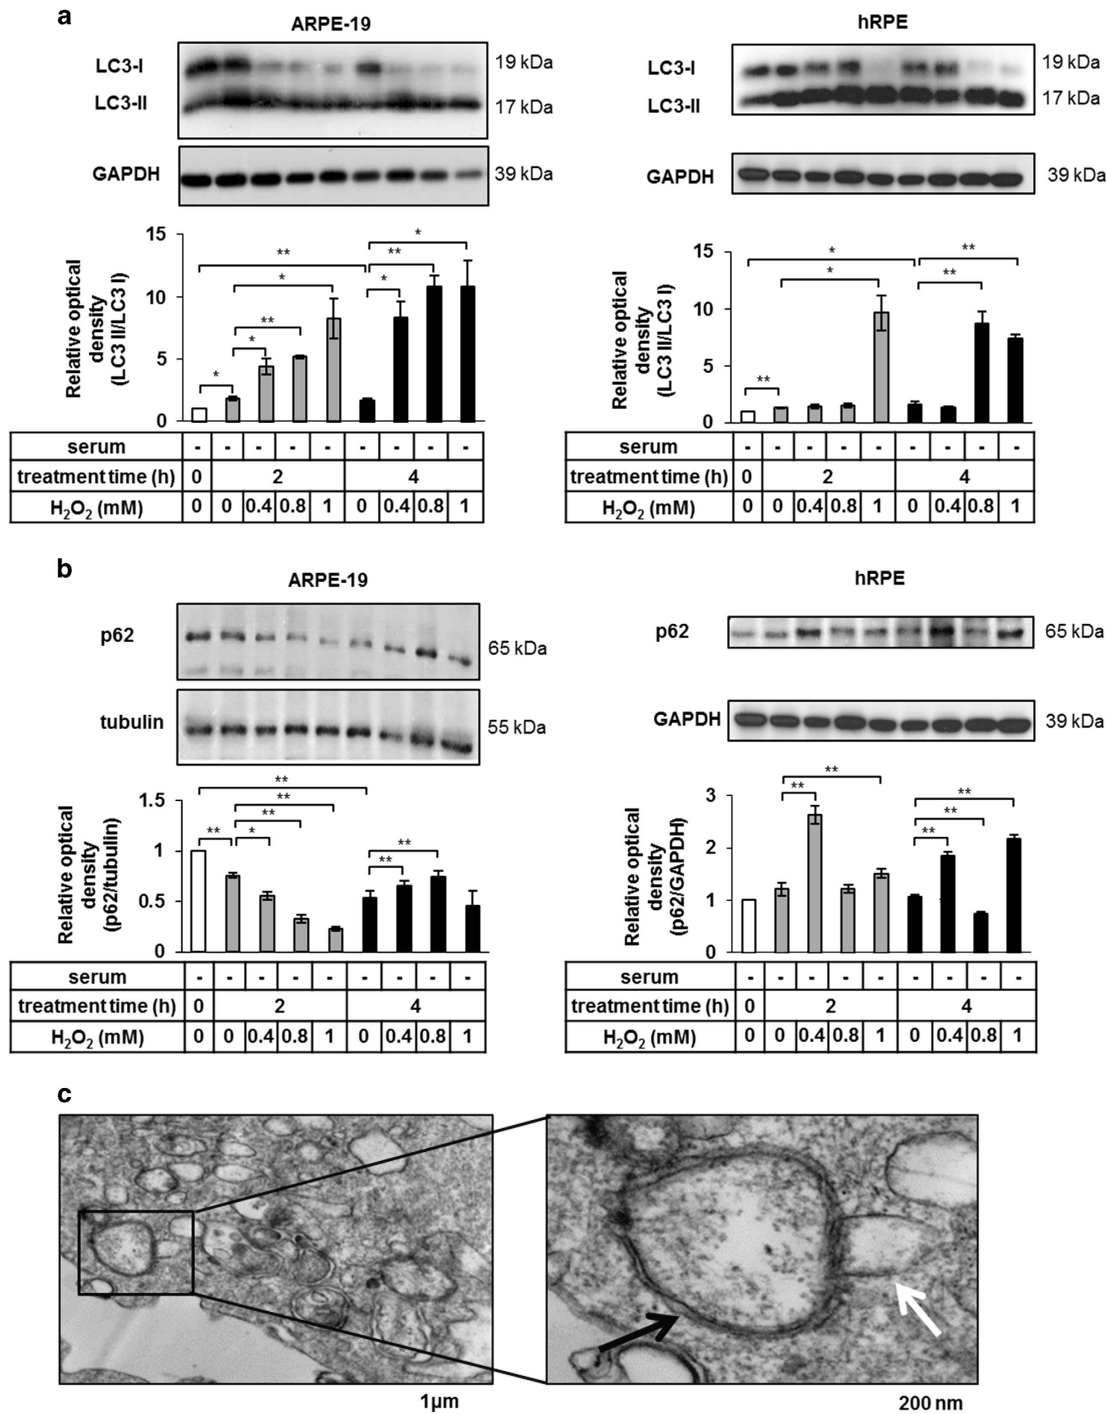 a
ARPE-19
LC3-I
19 kDa
LC3-II
17 kDa
GAPDH
39 kDa
Relative optical
density
(LC3 II/LC3 I)
15
10
5
0
* * ** * ** * ** *
serum - - - - - - - - -
treatment time (h) 0 2 4
H₂O₂ (mM) 0 0 0.4 0.8 1 0 0.4 0.8 1
hRPE
LC3-I
19 kDa
LC3-II
17 kDa
GAPDH
39 kDa
Relative optical
density
(LC3 II/LC3 I)
15
10
5
0
** * * ** **
serum - - - - - - - - -
treatment time (h) 0 2 4
H₂O₂ (mM) 0 0 0.4 0.8 1 0 0.4 0.8 1
b
ARPE-19
p62
65 kDa
tubulin
55 kDa
Relative optical
density
(p62/tubulin)
1.5
1
0.5
0
** * ** ** ** ** **
serum - - - - - - - - -
treatment time (h) 0 2 4
H₂O₂ (mM) 0 0 0.4 0.8 1 0 0.4 0.8 1
hRPE
p62
65 kDa
GAPDH
39 kDa
Relative optical
density
(p62/GAPDH)
3
2
1
0
** ** ** ** **
serum - - - - - - - - -
treatment time (h) 0 2 4
H₂O₂ (mM) 0 0 0.4 0.8 1 0 0.4 0.8 1
c
1µm
200 nm